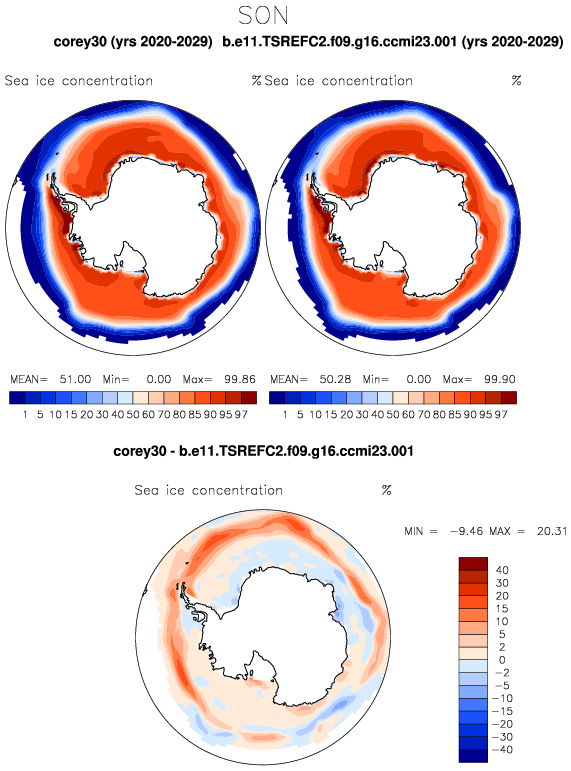 SON
corey30 (yrs 2020-2029) b.e11.TSREFC2.f09.g16.ccmi23.001 (yrs 2020-2029)
Sea ice concentration % Sea ice concentration %
MEAN= 51.00 Min= 0.00 Max= 99.86 MEAN= 50.28 Min= 0.00 Max= 99.90
1 5 10 15 20 30 40 50 60 70 80 85 90 95 97 1 5 10 15 20 30 40 50 60 70 80 85 90 95 97
corey30 - b.e11.TSREFC2.f09.g16.ccmi23.001
Sea ice concentration %
MIN = -9.46 MAX = 20.31
40
30
20
15
10
5
2
0
-2
-5
-10
-15
-20
-30
-40